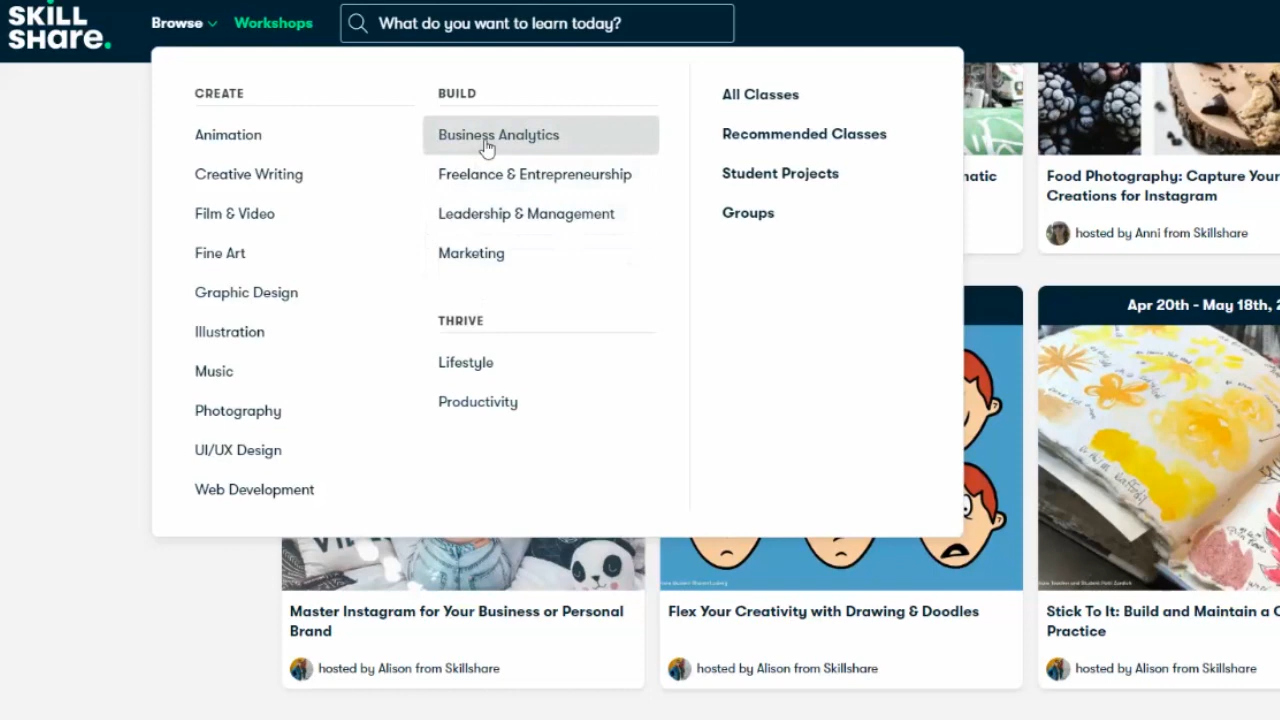 SKILL
SHARE.
Browse
Workshops
What do you want to learn today?
CREATE
Animation
Creative Writing
Film & Video
Fine Art
Graphic Design
Illustration
Music
Photography
UI/UX Design
Web Development
BUILD
Business Analytics
Freelance & Entrepreneurship
Leadership & Management
Marketing
THRIVE
Lifestyle
Productivity
All Classes
Recommended Classes
Student Projects
Groups
Food Photography: Capture Your
Creations for Instagram
hosted by Anni from Skillshare
Apr 20th - May 18th,
Master Instagram for Your Business or Personal
Brand
hosted by Alison from Skillshare
Flex Your Creativity with Drawing & Doodles
hosted by Alison from Skillshare
Stick To It: Build and Maintain a
Practice
hosted by Alison from Skillshare